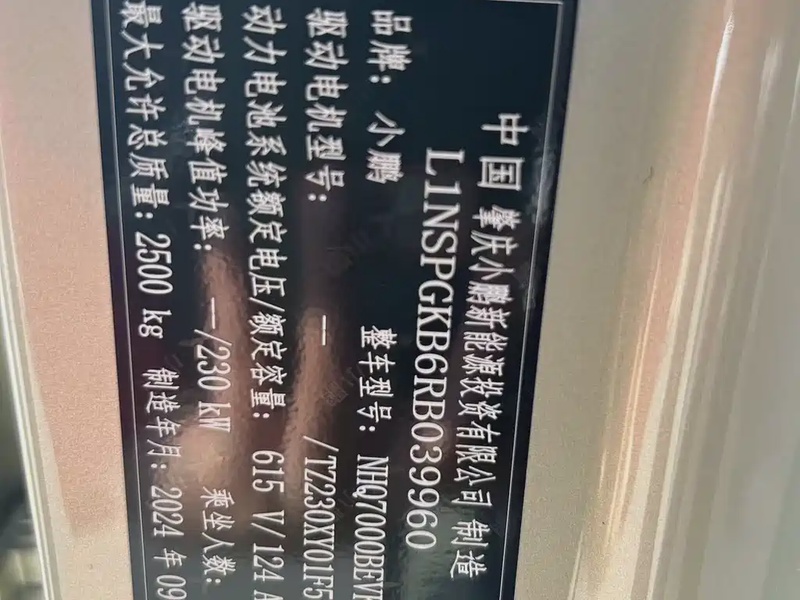 中国 肇庆小鹏新能源投资有限公司 制造
L1NSPGKB6RB039960
品牌： 小鹏 整车型号： NHQ7000BEVH
驱动电机型号： — /TZ230XY01F5
动力电池系统额定电压/额定容量： 615 V/124 A
驱动电机峰值功率： —/230 kW 乘坐人数：
最大允许总质量： 2500 kg 制造年月： 2024 年 09